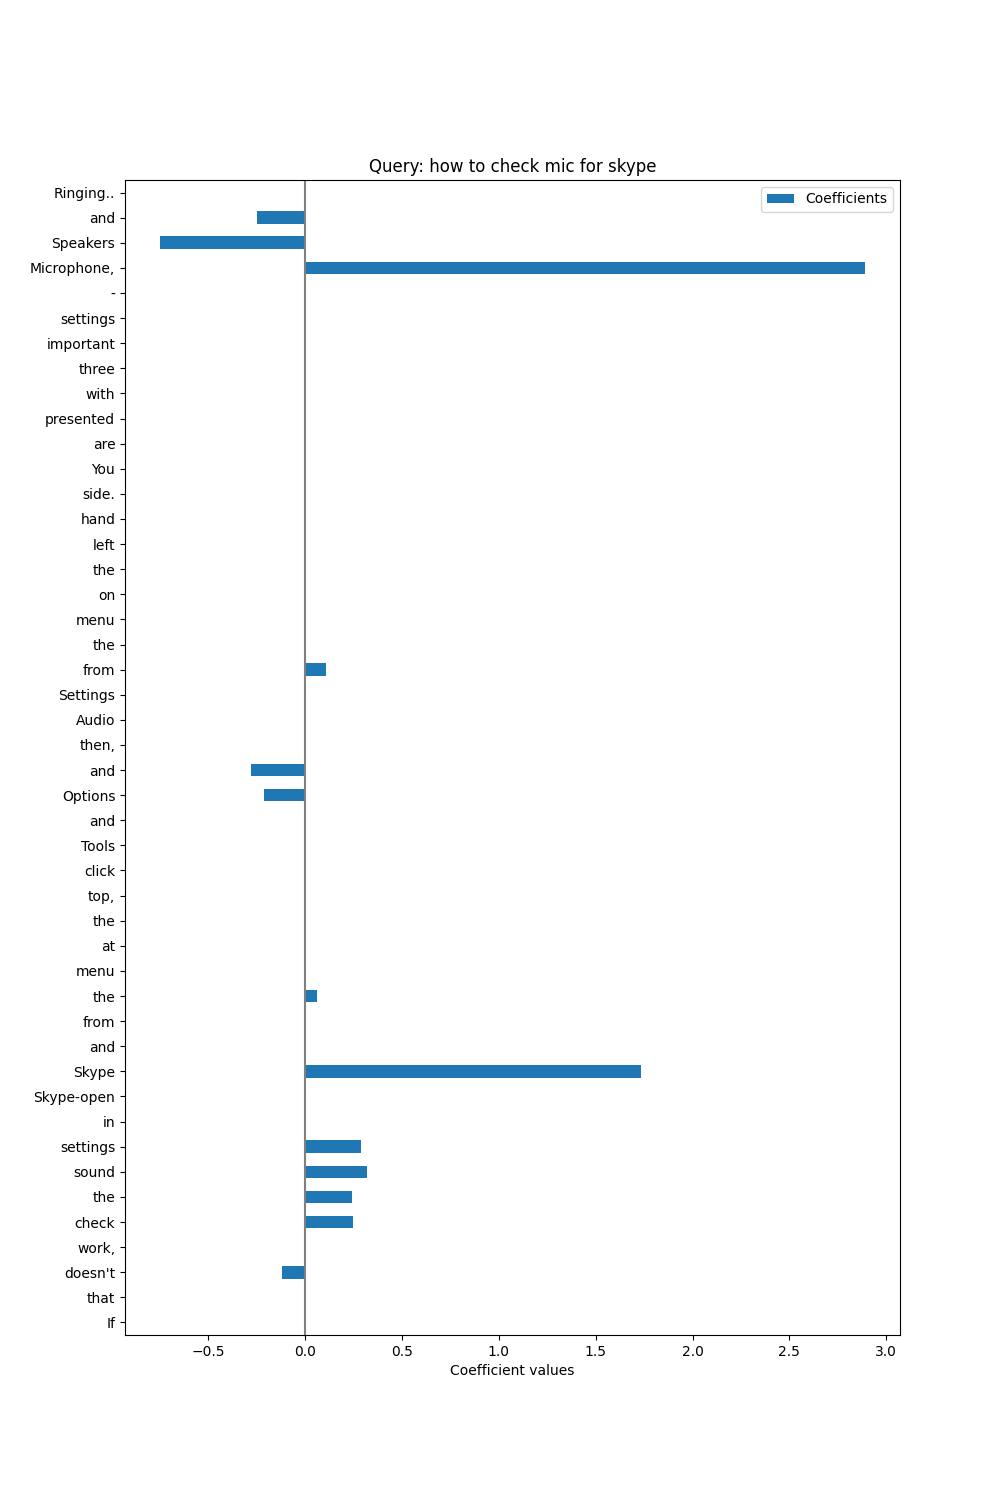 Query: how to check mic for skype
Coefficients
Ringing..
and
Speakers
Microphone,
-
settings
important
three
with
presented
are
You
side.
hand
left
the
on
menu
the
from
Settings
Audio
then,
and
Options
and
Tools
click
top,
the
at
menu
the
from
and
Skype
Skype-open
in
settings
sound
the
check
work,
doesn't
that
If
−0.5 0.0 0.5 1.0 1.5 2.0 2.5 3.0
Coefficient values